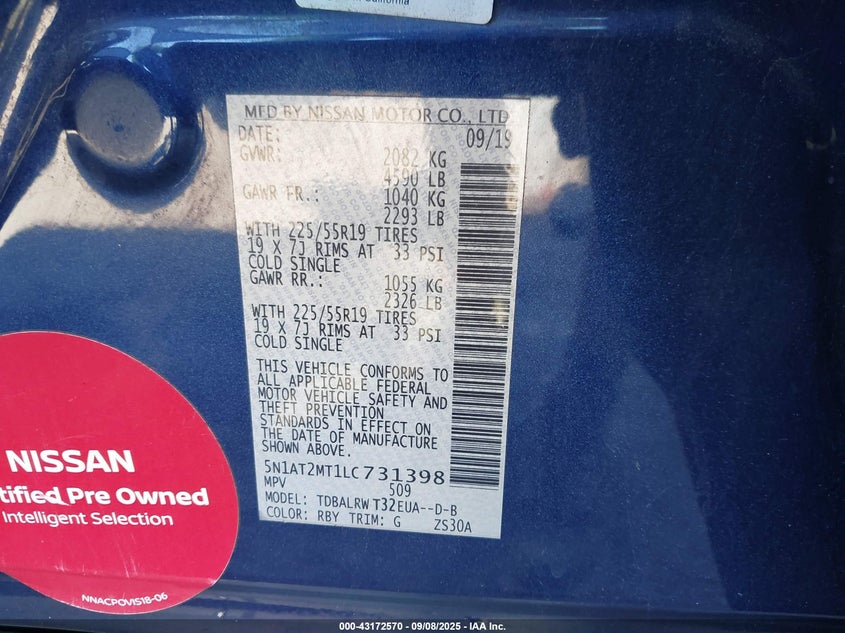 California
MFD BY NISSAN MOTOR CO., LTD
DATE: 09/19
GVWR: 2082 KG
4590 LB
GAWR FR.: 1040 KG
2293 LB
WITH 225/55R19 TIRES
19 X 7J RIMS AT 33 PSI
COLD SINGLE
GAWR RR.: 1055 KG
2326 LB
WITH 225/55R19 TIRES
19 X 7J RIMS AT 33 PSI
COLD SINGLE
THIS VEHICLE CONFORMS TO
ALL APPLICABLE FEDERAL
MOTOR VEHICLE SAFETY AND
THEFT PREVENTION
STANDARDS IN EFFECT ON
THE DATE OF MANUFACTURE
SHOWN ABOVE.
5N1AT2MT1LC731398
MPV 509
MODEL: TDBALRW T32EUA--D-B
COLOR: RBY TRIM: G ZS30A
NISSAN
rtified Pre Owned
Intelligent Selection
NNACPOVIS18-06
000-43172570 - 09/08/2025 - IAA Inc.